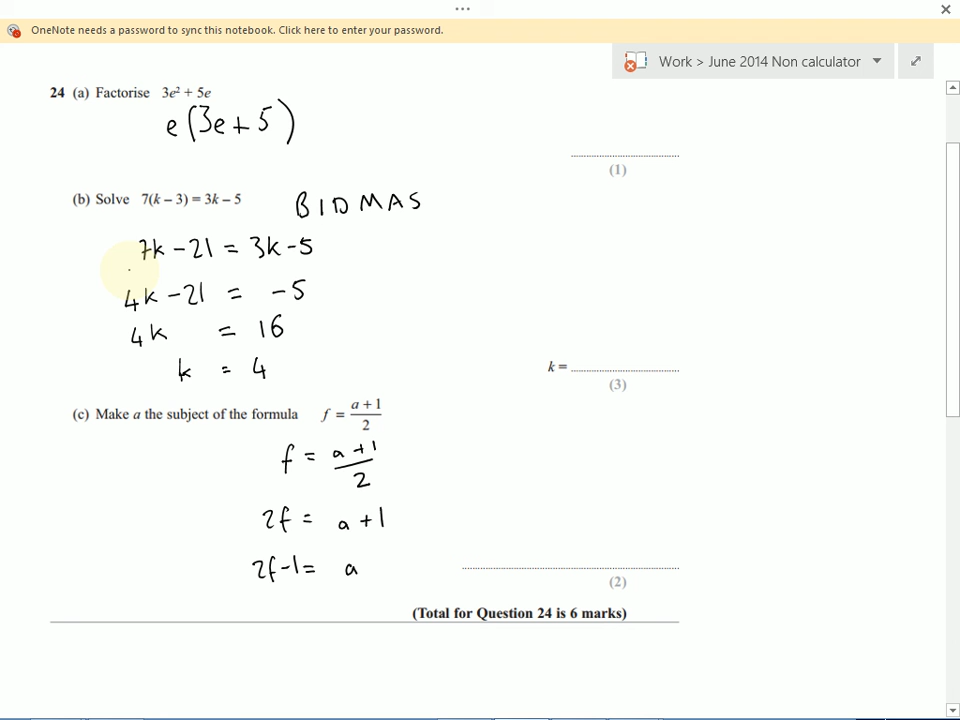 OneNote needs a password to sync this notebook. Click here to enter your password.
Work > June 2014 Non calculator
24 (a) Factorise 3e² + 5e
e(3e+5)
(1)
(b) Solve 7(k – 3) = 3k – 5
BIDMAS
7k – 21 = 3k – 5
4k – 21 = – 5
4k = 16
k = 4
k =
(3)
(c) Make a the subject of the formula f = (a + 1)/2
f = (a + 1)/2
2f = a + 1
2f – 1 = a
(2)
(Total for Question 24 is 6 marks)